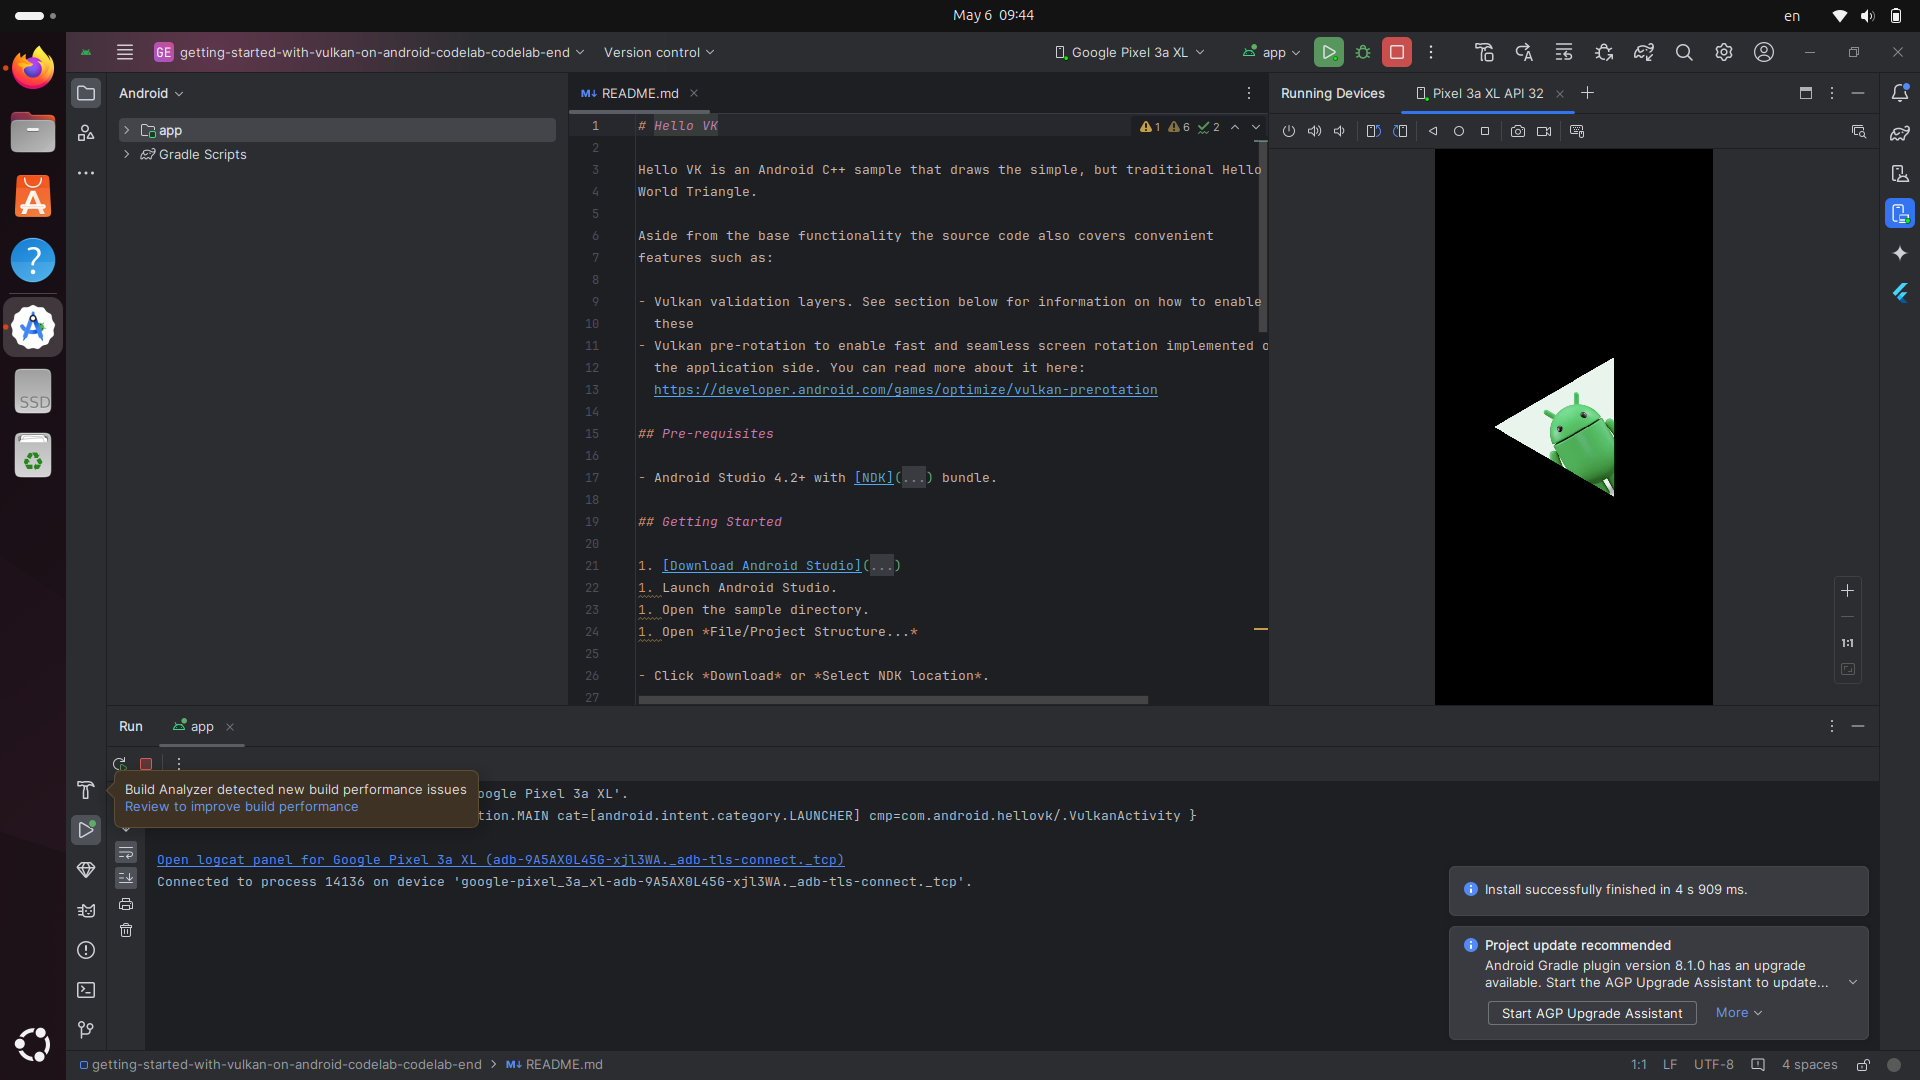 May 6 09:44
en
GE getting-started-with-vulkan-on-android-codelab-codelab-end
Version control
Google Pixel 3a XL
app
Android
app
Gradle Scripts
README.md
1 6 2
1 # Hello VK
2
3 Hello VK is an Android C++ sample that draws the simple, but traditional Hello
4 World Triangle.
5
6 Aside from the base functionality the source code also covers convenient
7 features such as:
8
9 - Vulkan validation layers. See section below for information on how to enable
10 these
11 - Vulkan pre-rotation to enable fast and seamless screen rotation implemented o
12 the application side. You can read more about it here:
13 https://developer.android.com/games/optimize/vulkan-prerotation
14
15 ## Pre-requisites
16
17 - Android Studio 4.2+ with [NDK](...) bundle.
18
19 ## Getting Started
20
21 1. [Download Android Studio](...)
22 1. Launch Android Studio.
23 1. Open the sample directory.
24 1. Open *File/Project Structure...*
25
26 - Click *Download* or *Select NDK location*.
27
Running Devices
Pixel 3a XL API 32
1:1
SSD
Run
app
Build Analyzer detected new build performance issues
Review to improve build performance
oogle Pixel 3a XL'.
tion.MAIN cat=[android.intent.category.LAUNCHER] cmp=com.android.hellovk/.VulkanActivity }
Open logcat panel for Google Pixel 3a XL (adb-9A5AX0L45G-xjl3WA._adb-tls-connect._tcp)
Connected to process 14136 on device 'google-pixel_3a_xl-adb-9A5AX0L45G-xjl3WA._adb-tls-connect._tcp'.
Install successfully finished in 4 s 909 ms.
Project update recommended
Android Gradle plugin version 8.1.0 has an upgrade
available. Start the AGP Upgrade Assistant to update...
Start AGP Upgrade Assistant
More
getting-started-with-vulkan-on-android-codelab-codelab-end > README.md
1:1 LF UTF-8 4 spaces